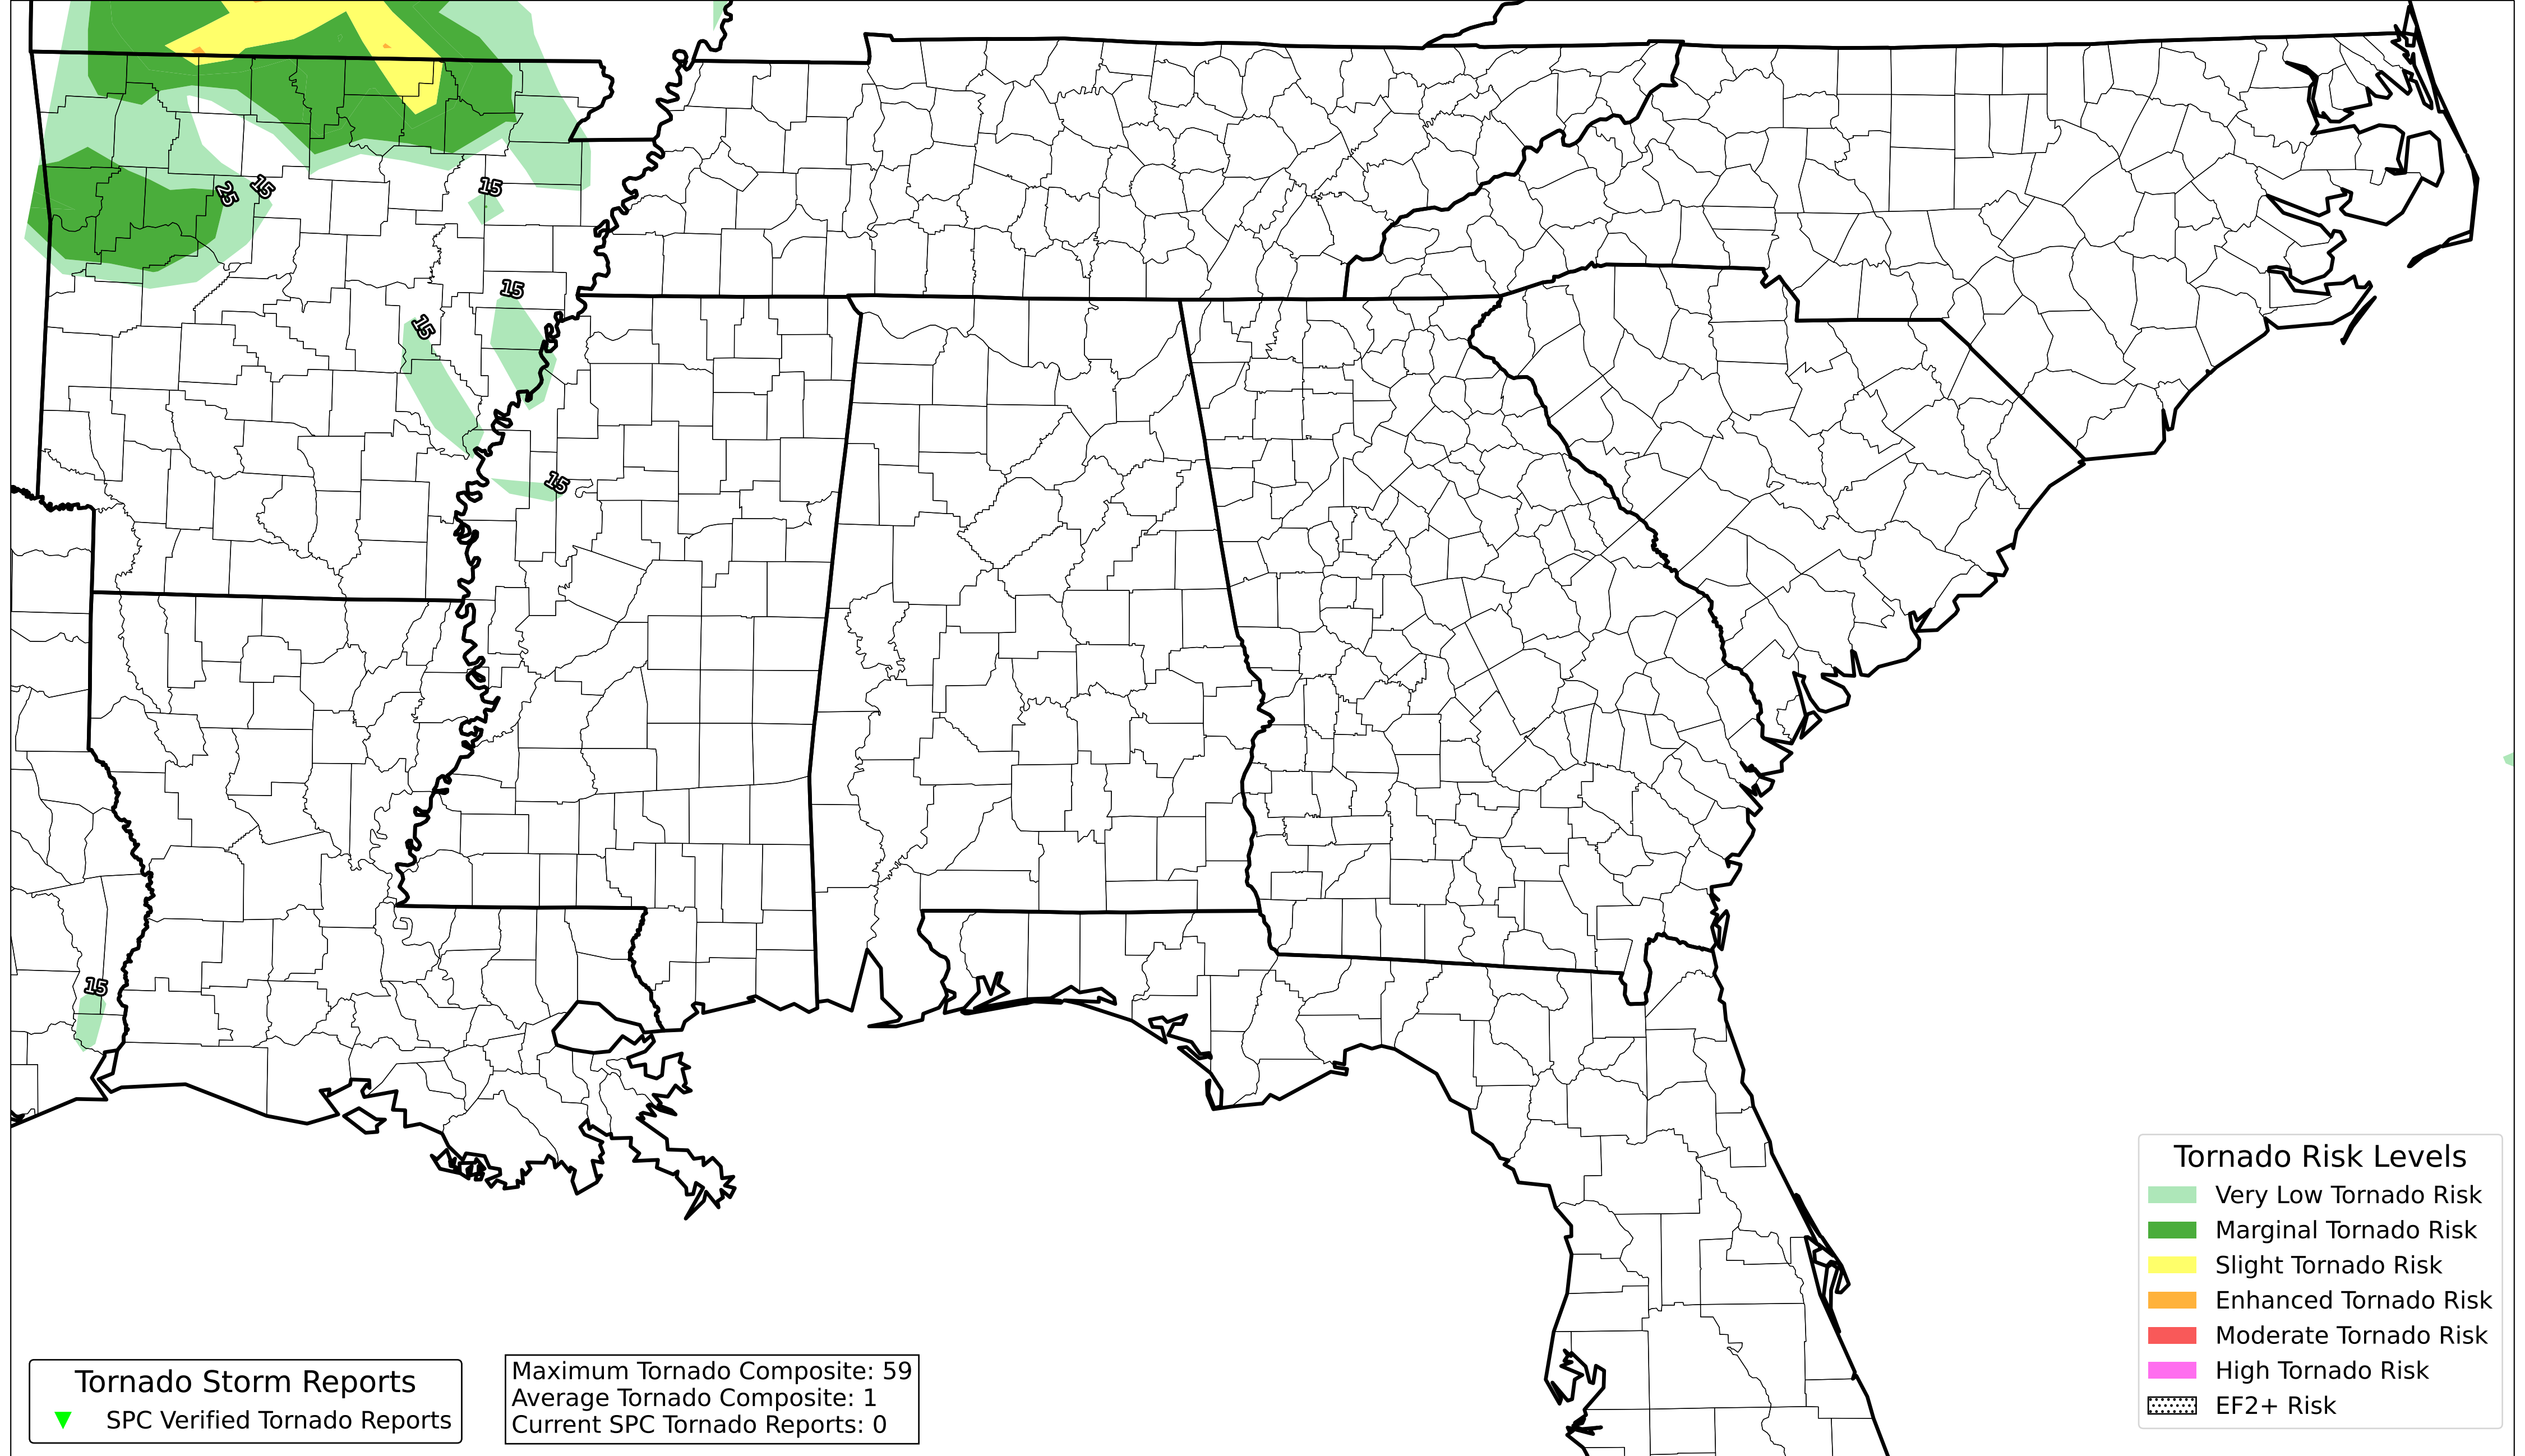 25
15
15
15
15
15
15
Tornado Risk Levels
Very Low Tornado Risk
Marginal Tornado Risk
Slight Tornado Risk
Enhanced Tornado Risk
Moderate Tornado Risk
High Tornado Risk
EF2+ Risk
Tornado Storm Reports
SPC Verified Tornado Reports
Maximum Tornado Composite: 59
Average Tornado Composite: 1
Current SPC Tornado Reports: 0